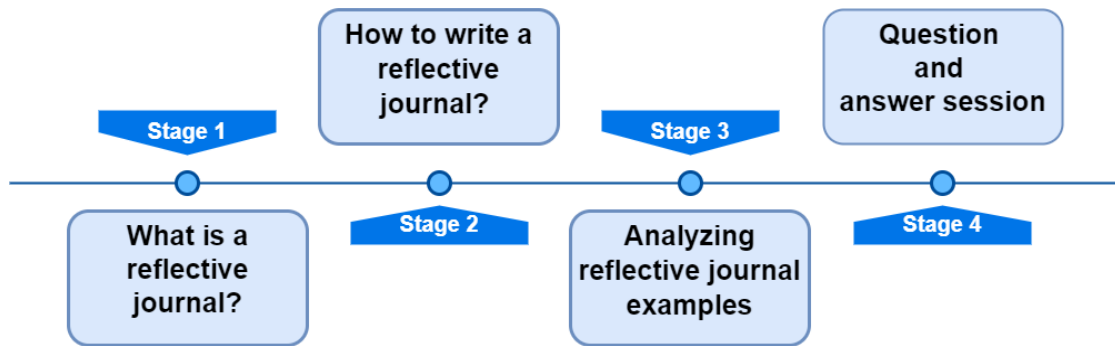 Stage 1
What is a
reflective
journal?
How to write a
reflective
journal?
Stage 2
Stage 3
Analyzing
reflective journal
examples
Question
and
answer session
Stage 4